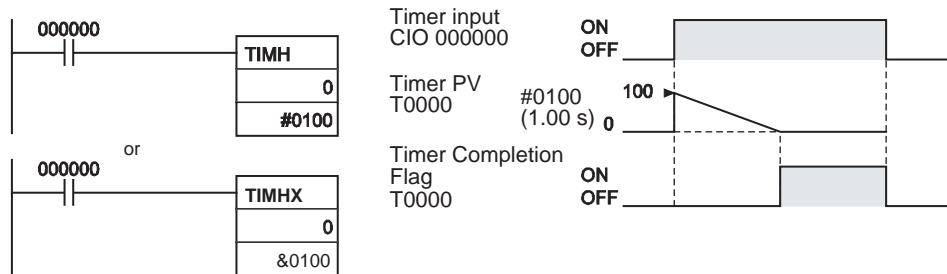 000000
TIMH
0
#0100
or
000000
TIMHX
0
&0100
Timer input
CIO 000000
ON
OFF
Timer PV
T0000
#0100
(1.00 s)
100
0
Timer Completion
Flag
T0000
ON
OFF